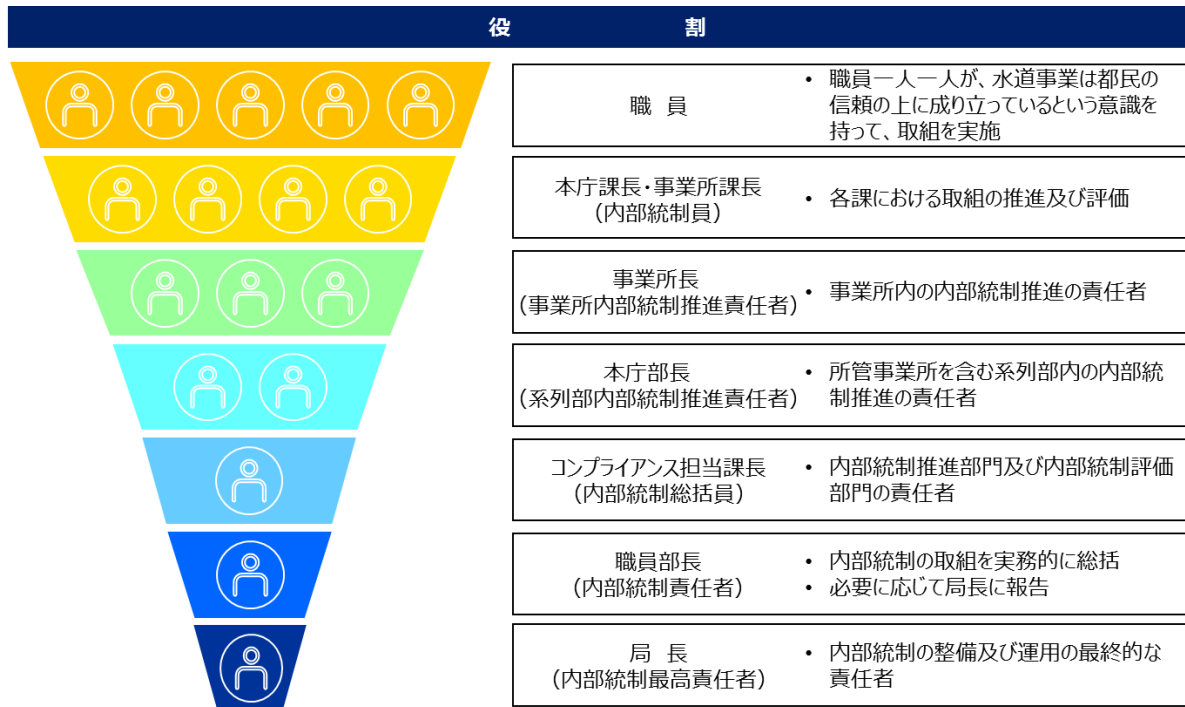 役 割
職 員
• 職員一人一人が、水道事業は都民の
信頼の上に成り立っているという意識を
持って、取組を実施
本庁課長・事業所課長
(内部統制員)
• 各課における取組の推進及び評価
事業所長
(事業所内部統制推進責任者)
• 事業所内の内部統制推進の責任者
本庁部長
(系列部内部統制推進責任者)
• 所管事業所を含む系列部内の内部統
制推進の責任者
コンプライアンス担当課長
(内部統制総括員)
• 内部統制推進部門及び内部統制評価
部門の責任者
職員部長
(内部統制責任者)
• 内部統制の取組を実務的に総括
• 必要に応じて局長に報告
局 長
(内部統制最高責任者)
• 内部統制の整備及び運用の最終的な
責任者